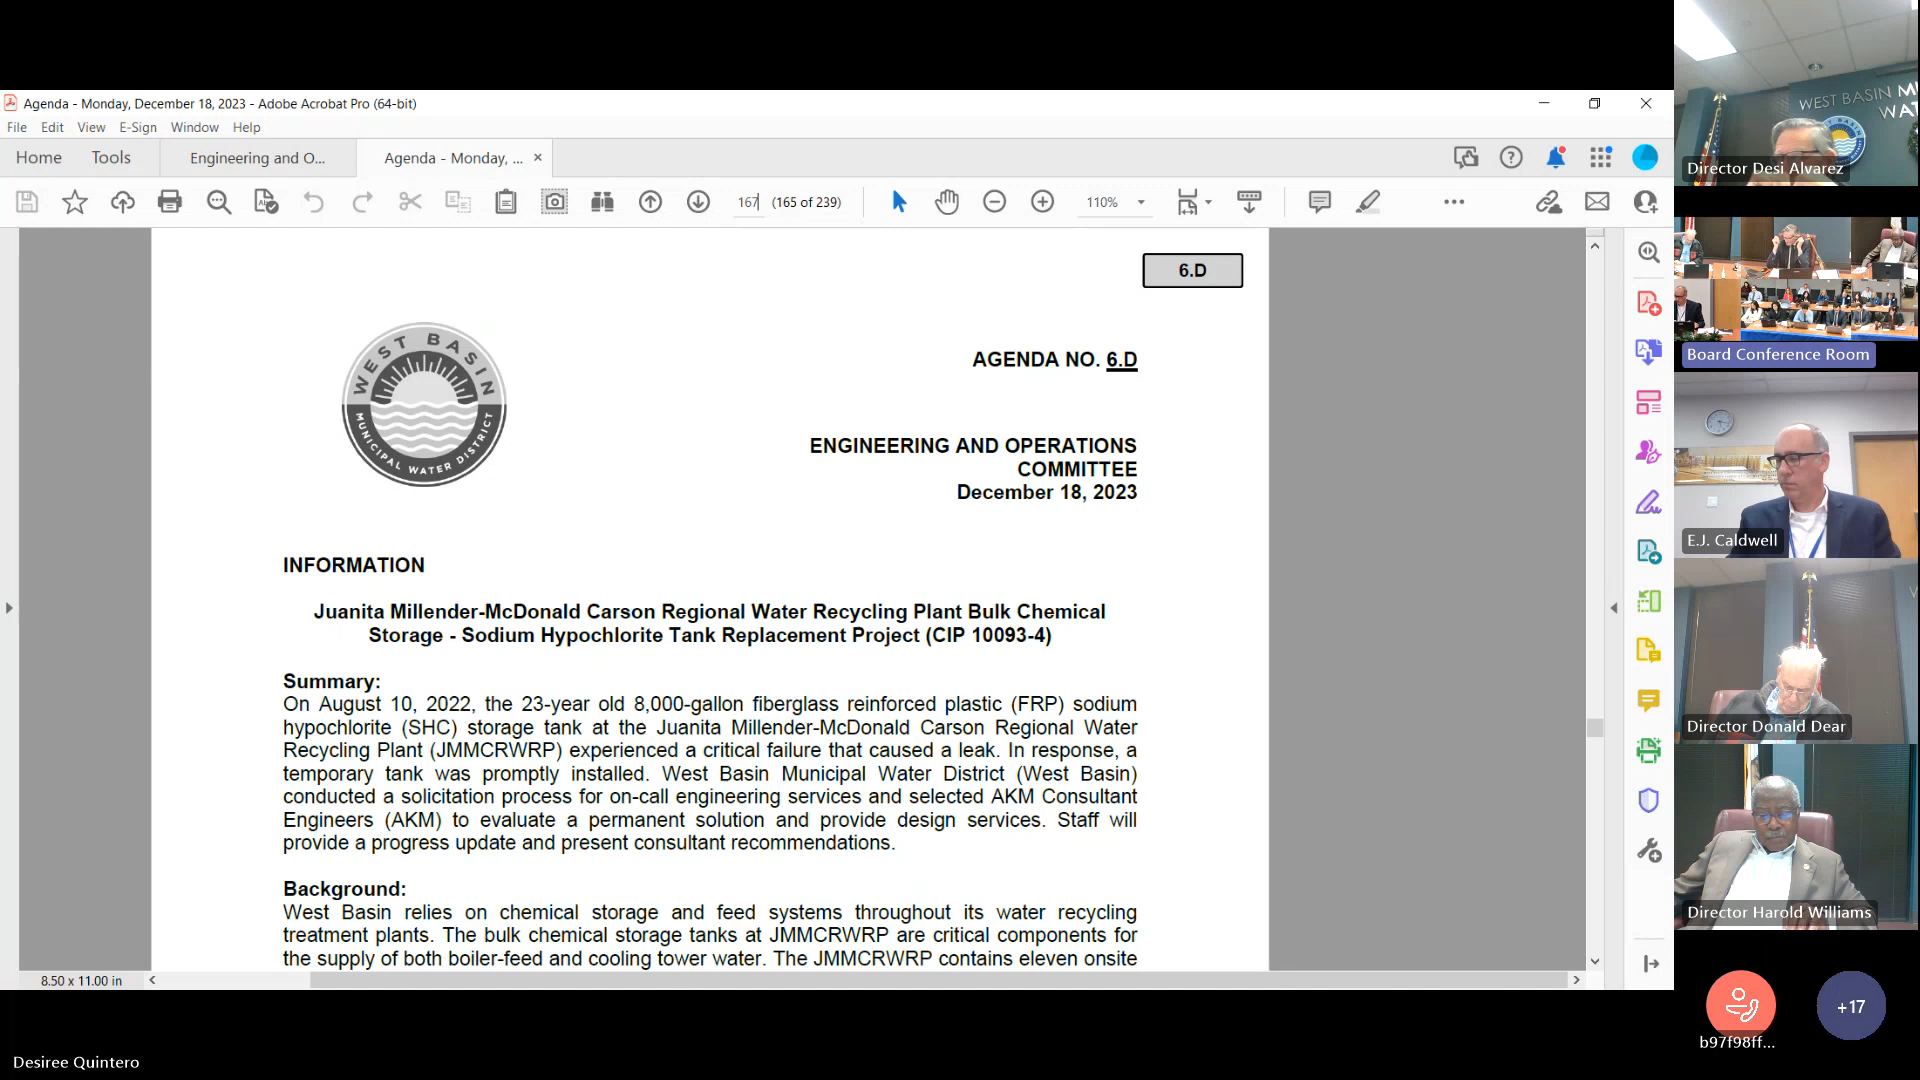 Agenda - Monday, December 18, 2023 - Adobe Acrobat Pro (64-bit)
File Edit View E-Sign Window Help
Home Tools Engineering and O... Agenda - Monday, ... ×
167 (165 of 239) 110%
6.D
WEST BASIN
MUNICIPAL WATER DISTRICT
AGENDA NO. 6.D
ENGINEERING AND OPERATIONS
COMMITTEE
December 18, 2023
INFORMATION
Juanita Millender-McDonald Carson Regional Water Recycling Plant Bulk Chemical
Storage - Sodium Hypochlorite Tank Replacement Project (CIP 10093-4)
Summary:
On August 10, 2022, the 23-year old 8,000-gallon fiberglass reinforced plastic (FRP) sodium
hypochlorite (SHC) storage tank at the Juanita Millender-McDonald Carson Regional Water
Recycling Plant (JMMCRWRP) experienced a critical failure that caused a leak. In response, a
temporary tank was promptly installed. West Basin Municipal Water District (West Basin)
conducted a solicitation process for on-call engineering services and selected AKM Consultant
Engineers (AKM) to evaluate a permanent solution and provide design services. Staff will
provide a progress update and present consultant recommendations.
Background:
West Basin relies on chemical storage and feed systems throughout its water recycling
treatment plants. The bulk chemical storage tanks at JMMCRWRP are critical components for
the supply of both boiler-feed and cooling tower water. The JMMCRWRP contains eleven onsite
8.50 x 11.00 in
Desiree Quintero
WEST BASIN M
WA
Director Desi Alvarez
Board Conference Room
E.J. Caldwell
Director Donald Dear
Director Harold Williams
b97f98ff...
+17